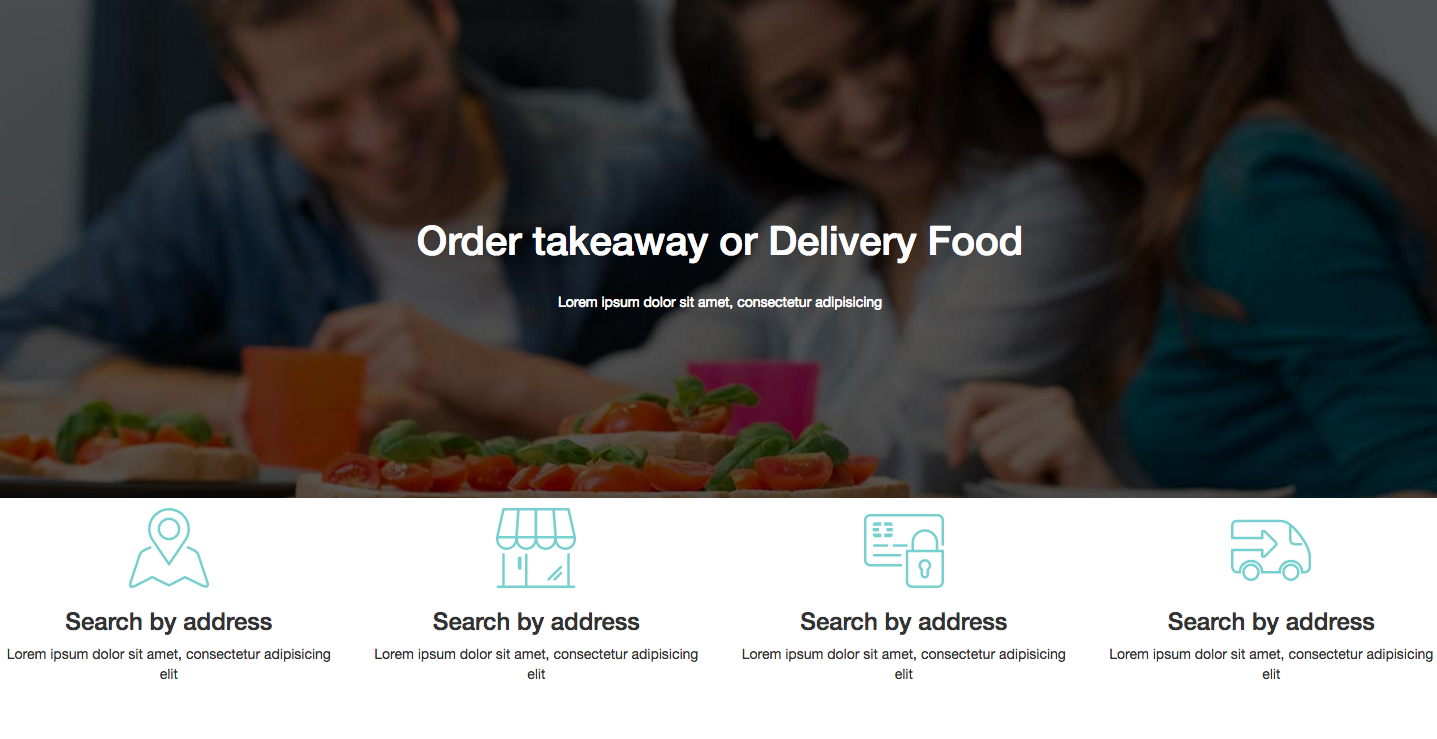 Order takeaway or Delivery Food
Lorem ipsum dolor sit amet, consectetur adipisicing
Search by address
Lorem ipsum dolor sit amet, consectetur adipisicing
elit
Search by address
Lorem ipsum dolor sit amet, consectetur adipisicing
elit
Search by address
Lorem ipsum dolor sit amet, consectetur adipisicing
elit
Search by address
Lorem ipsum dolor sit amet, consectetur adipisicing
elit